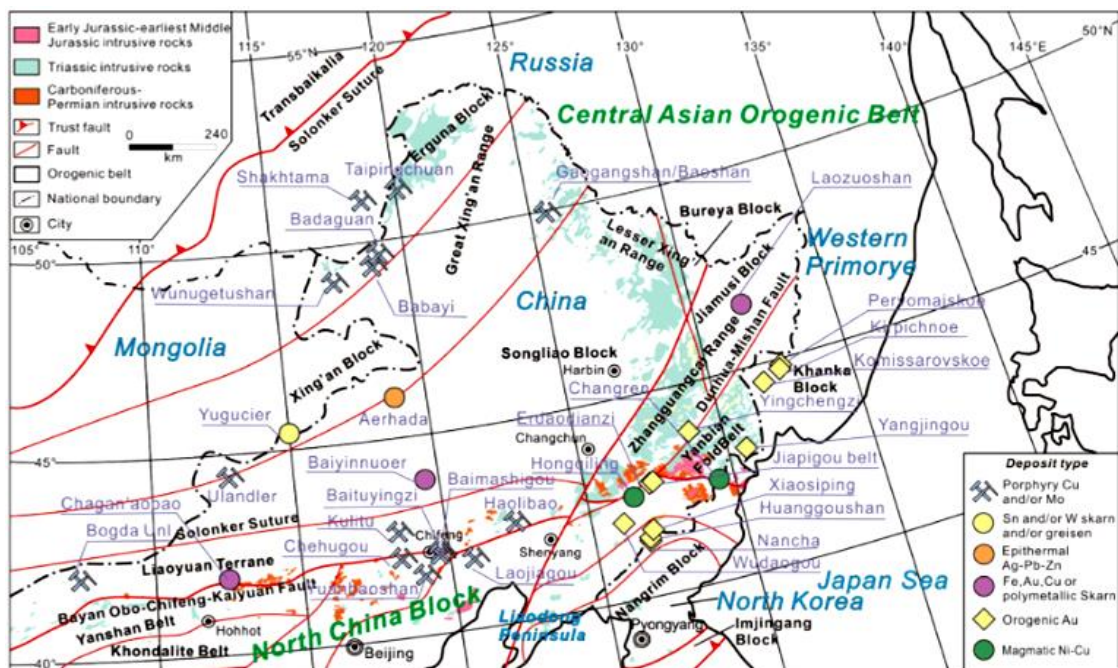 Early Jurassic-earliest Middle
Jurassic intrusive rocks
Triassic intrusive rocks
Carboniferous-
Permian intrusive rocks
Trust fault
Fault
Orogenic belt
National boundary
City
0
240
km
115°
55°N
120°
125°
130°E
135°E
140°E
145°E
50°N
45
105°
110°
50°
45
40°
Russia
Central Asian Orogenic Belt
Transbaikalia
Solonker Suture
Erguna Block
Great Xing'an Range
Taipingchuan
Shakhtama
Badaguan
Gaogangshan/Baoshan
Laozuoshan
Bureya Block
Lesser Xing'
an Range
Western
Primorye
Wunugetushan
Babayi
China
Jiamusi Block
Dunhua-Mishan Fault
Pervomajskoe
Kirpichnoe
Komissarovskoe
Mongolia
Xing'an Block
Songliao Block
Harbin
Khanka
Block
Changren
Zhangguangcai Range
Yingchengzi
Yugucier
Aerhada
Erdaodianzi
Changchun
Yanbian
FoldBelt
Yangjingou
Baiyinnuoer
Baimashigou
Hongqiling
Jiapigou belt
Ulandler
Baituyingzi
Haolibao
Xiaosiping
Chagan'aobao
Solonker Suture
Kulitu
Huanggoushan
Bogda Unl
Chehugou
Chifeng
Shenyang
Nancha
Liaoyuan Terrane
Wudaogou
Yuanbaoshan
Laojiagou
Bayan Obo-Chifeng-Kaiyuan Fault
Nangrim Block
Japan Sea
Yanshan Belt
Hohhot
North China Block
Liaodong
Peninsula
North Korea
Khondalite Belt
Beijing
Pyongyang
Imjingang
Block
Deposit type
Porphyry Cu
and/or Mo
Sn and/or W skarn
and/or greisen
Epithermal
Ag-Pb-Zn
Fe,Au,Cu or
polymetallic Skarn
Orogenic Au
Magmatic Ni-Cu